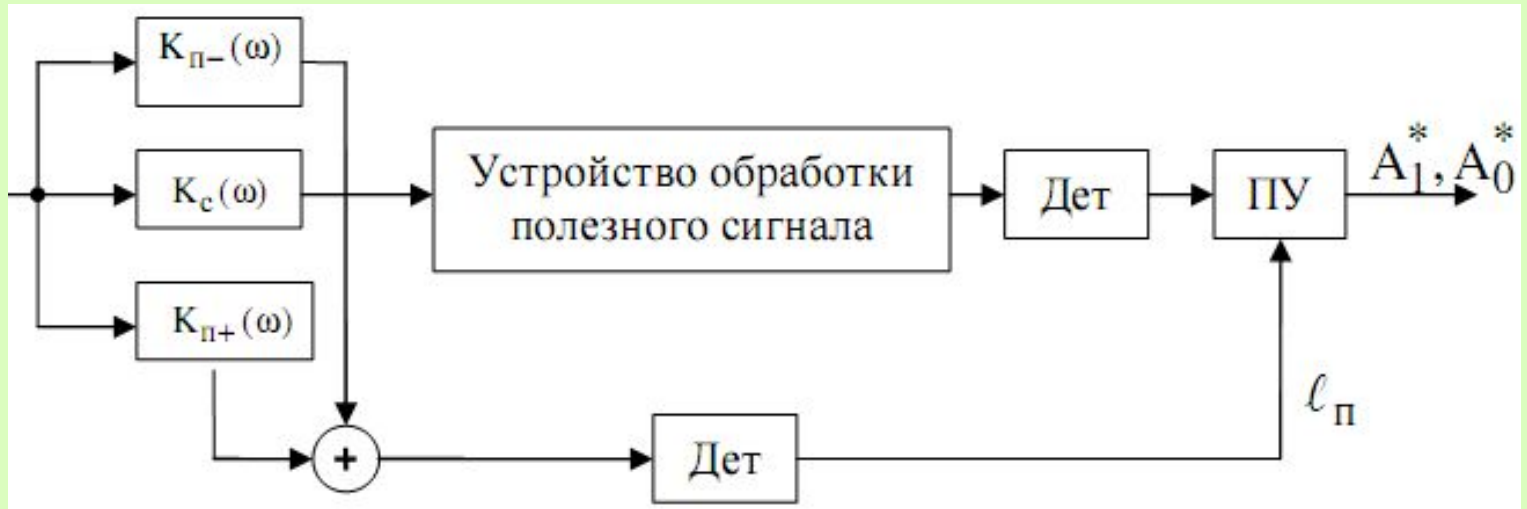 Kп−(ω)
Kс(ω)
Kп+(ω)
Устройство обработки
полезного сигнала
Дет
ПУ
A₁*, A₀*
+
Дет
ℓп